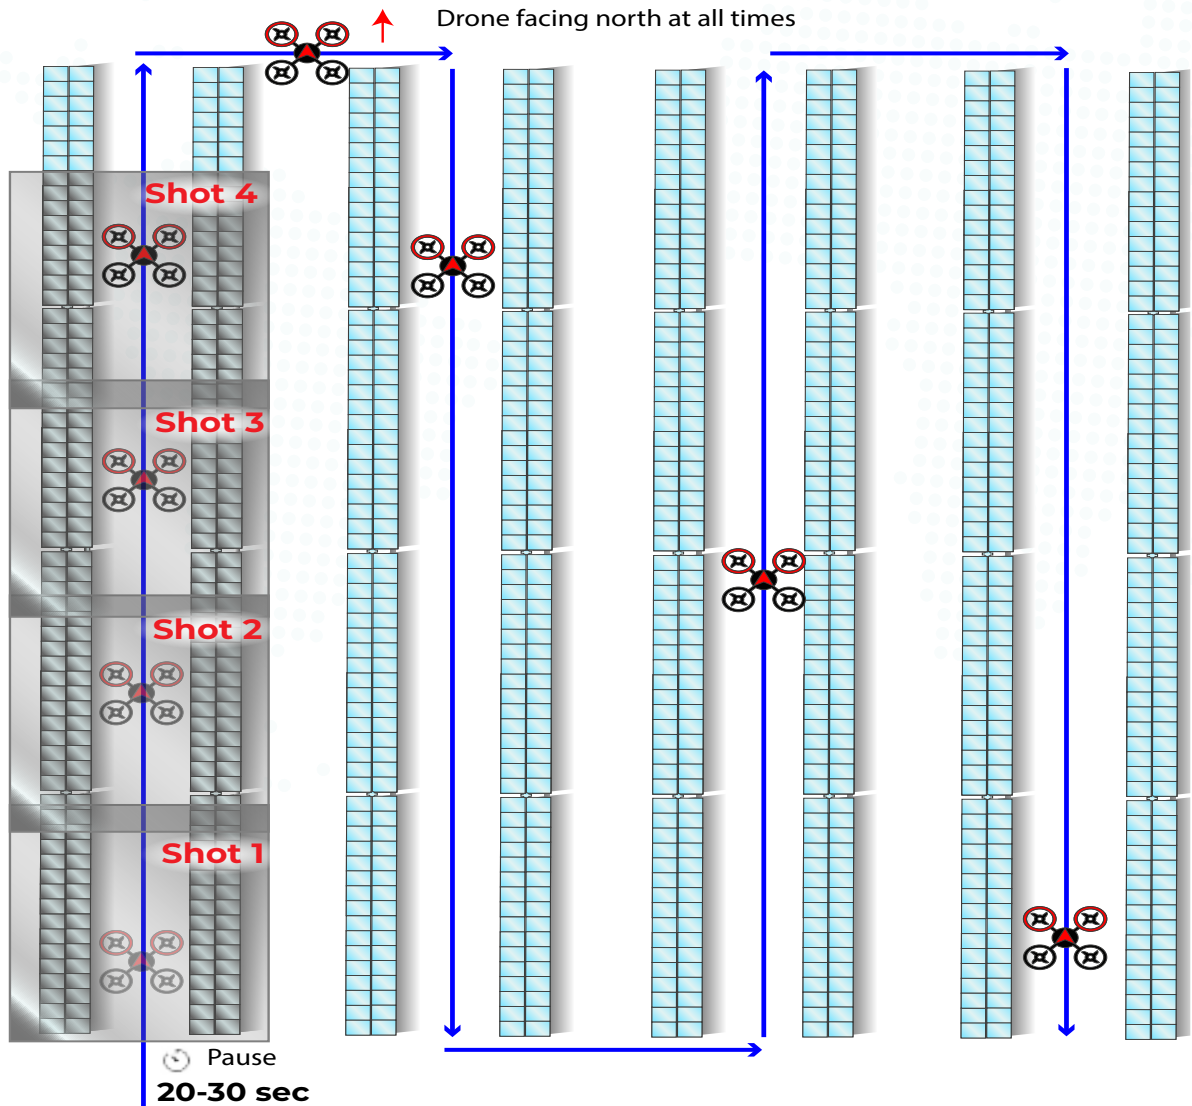 Drone facing north at all times
Shot 4
Shot 3
Shot 2
Shot 1
Pause
20-30 sec